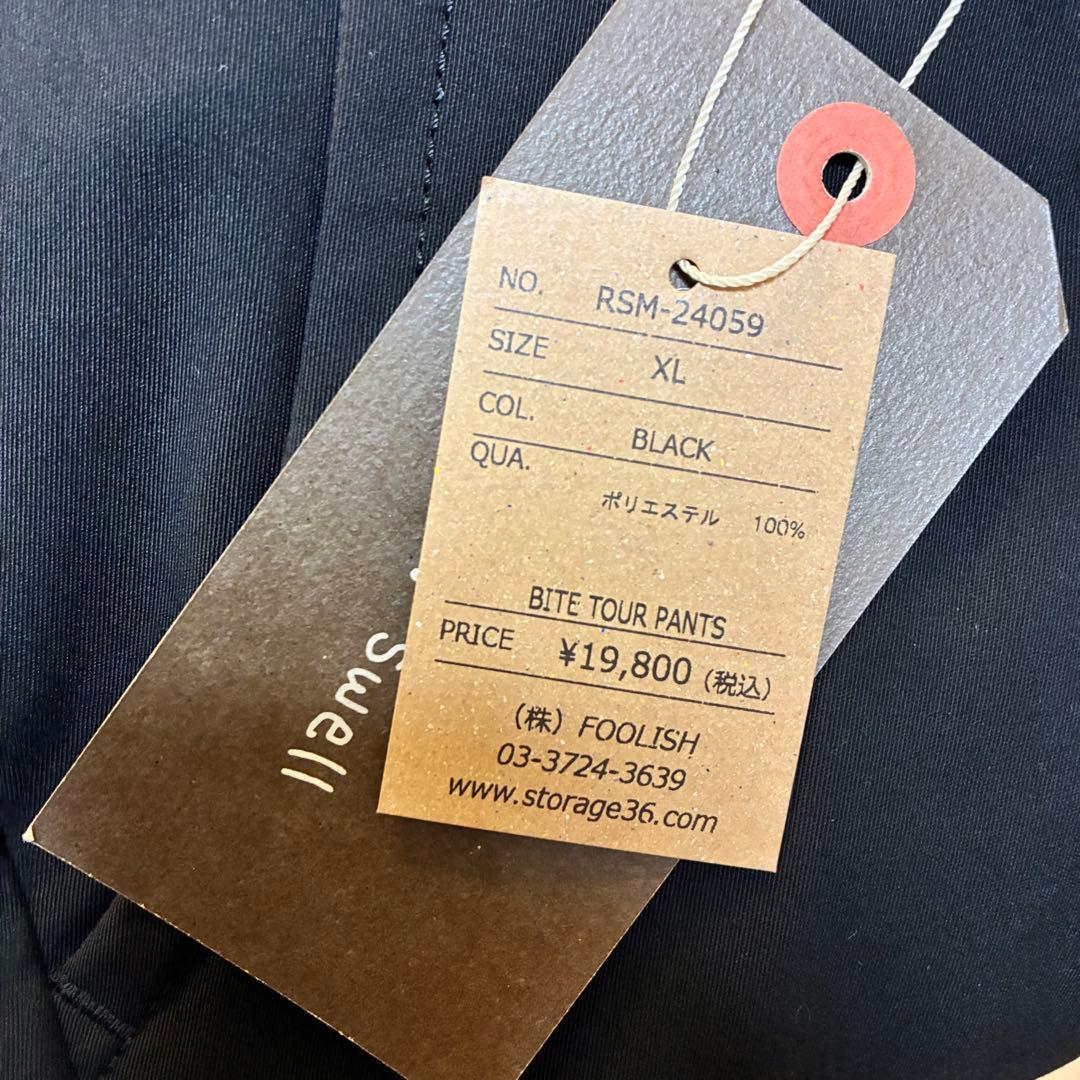 NO. RSM-24059
SIZE XL
COL. BLACK
QUA.
ポリエステル 100%
BITE TOUR PANTS
PRICE ¥19,800 (税込)
(株) FOOLISH
03-3724-3639
www.storage36.com
Swell